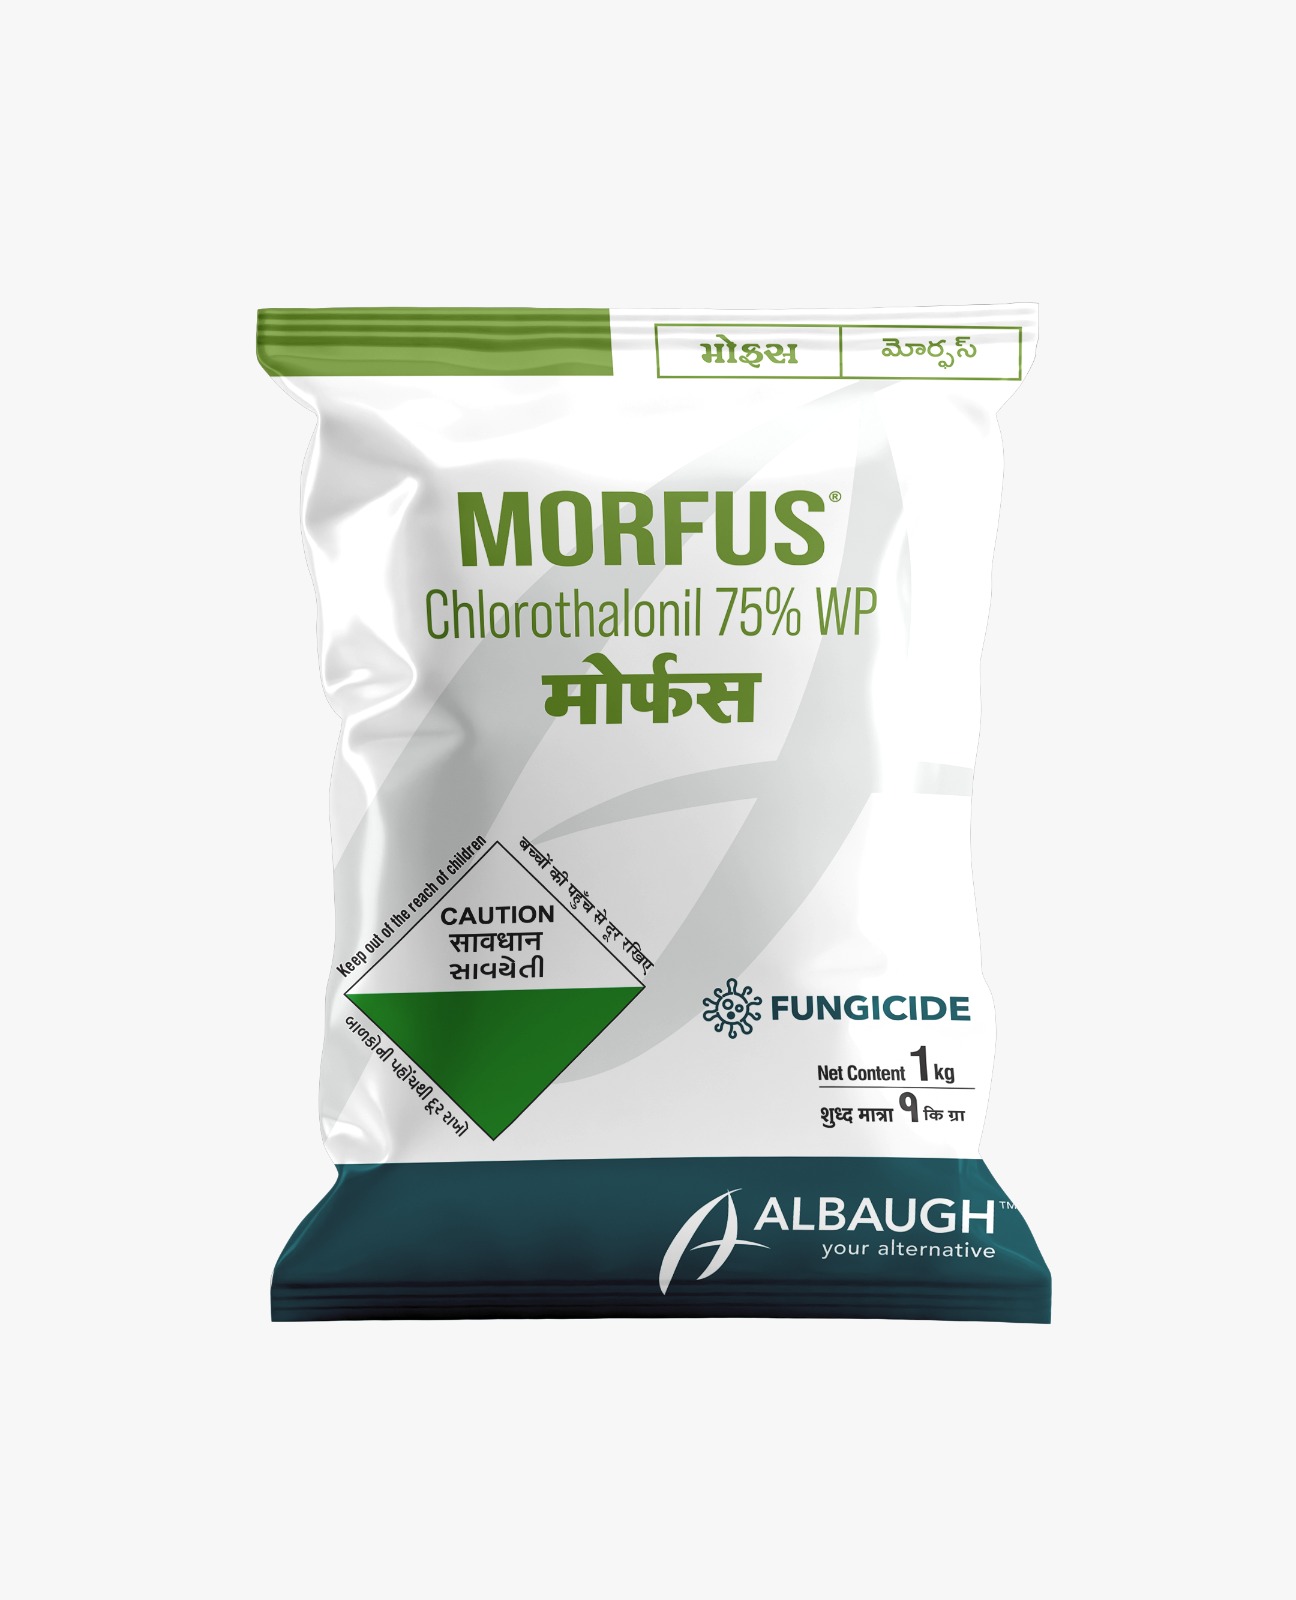 મોફસ
మోర్ఫస్
MORFUS®
Chlorothalonil 75% WP
मोर्फस
Keep out of the reach of children
बच्चों की पहुँच से दूर रखिए
CAUTION
सावधान
સાવચેતી
બાળકોની પહોંચથી દૂર રાખો
FUNGICIDE
Net Content 1 kg
शुध्द मात्रा १ कि ग्रा
ALBAUGH™
your alternative